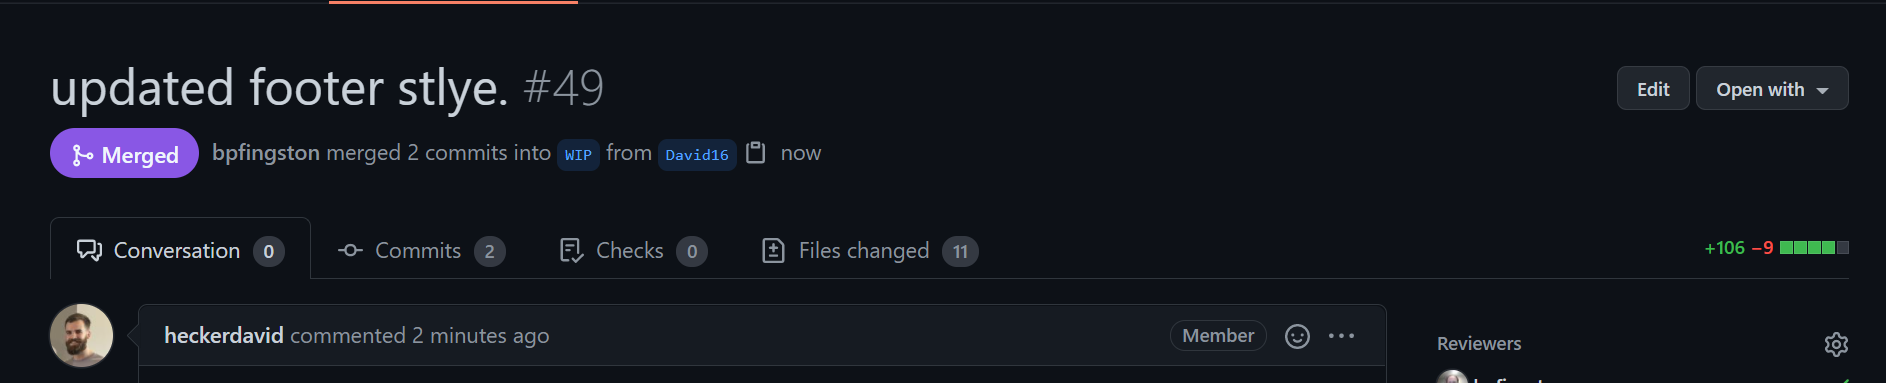 updated footer stlye. #49
Edit
Open with
Merged
bpfingston merged 2 commits into WIP from David16 now
Conversation 0
Commits 2
Checks 0
Files changed 11
+106 −9
heckerdavid commented 2 minutes ago
Member
Reviewers